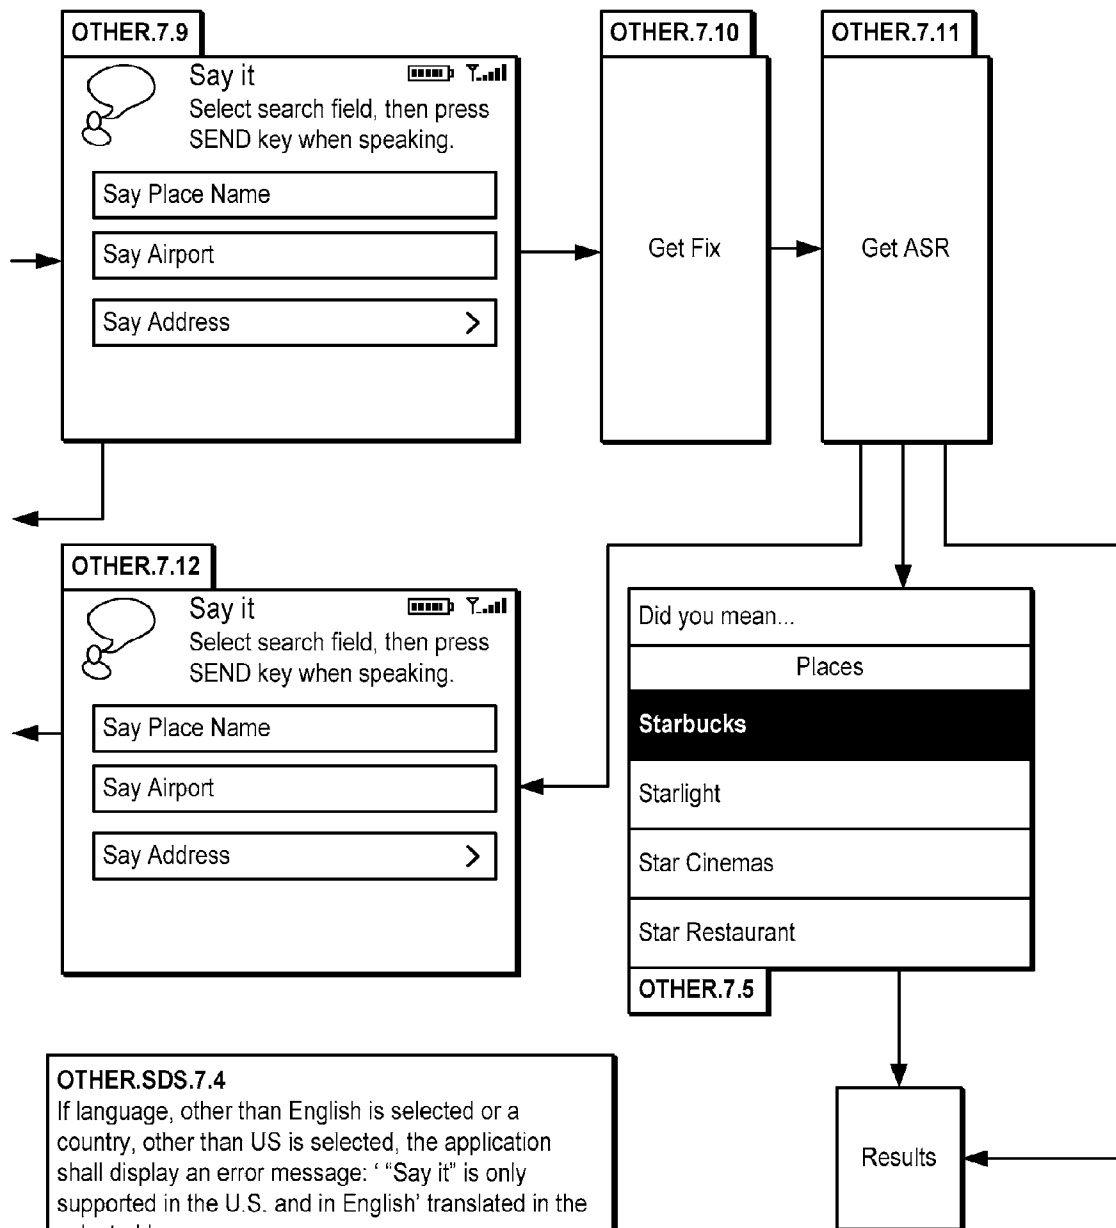 OTHER.7.9
Say it
Select search field, then press
SEND key when speaking.
Say Place Name
Say Airport
Say Address
OTHER.7.10
Get Fix
OTHER.7.11
Get ASR
OTHER.7.12
Say it
Select search field, then press
SEND key when speaking.
Say Place Name
Say Airport
Say Address
Did you mean...
Places
Starbucks
Starlight
Star Cinemas
Star Restaurant
OTHER.7.5
OTHER.SDS.7.4
If language, other than English is selected or a
country, other than US is selected, the application
shall display an error message: ‘ “Say it” is only
supported in the U.S. and in English’ translated in the
Results